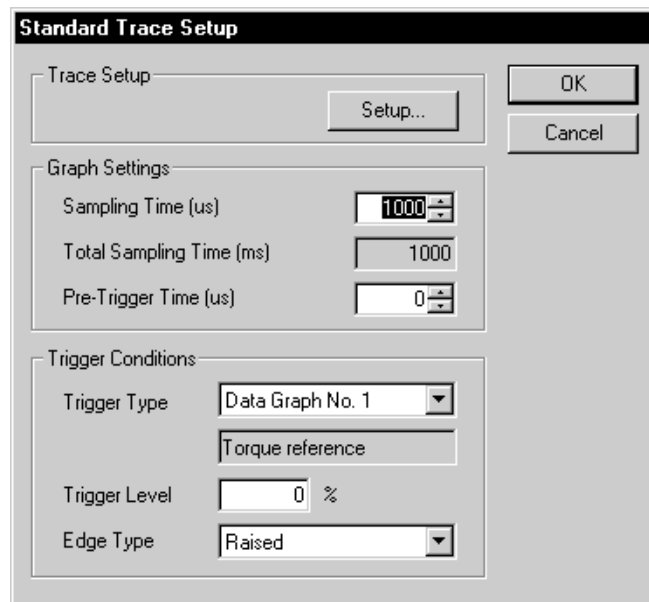 Standard Trace Setup
Trace Setup
Setup...
OK
Cancel
Graph Settings
Sampling Time (us) 1000
Total Sampling Time (ms) 1000
Pre-Trigger Time (us) 0
Trigger Conditions
Trigger Type Data Graph No. 1
Torque reference
Trigger Level 0 %
Edge Type Raised